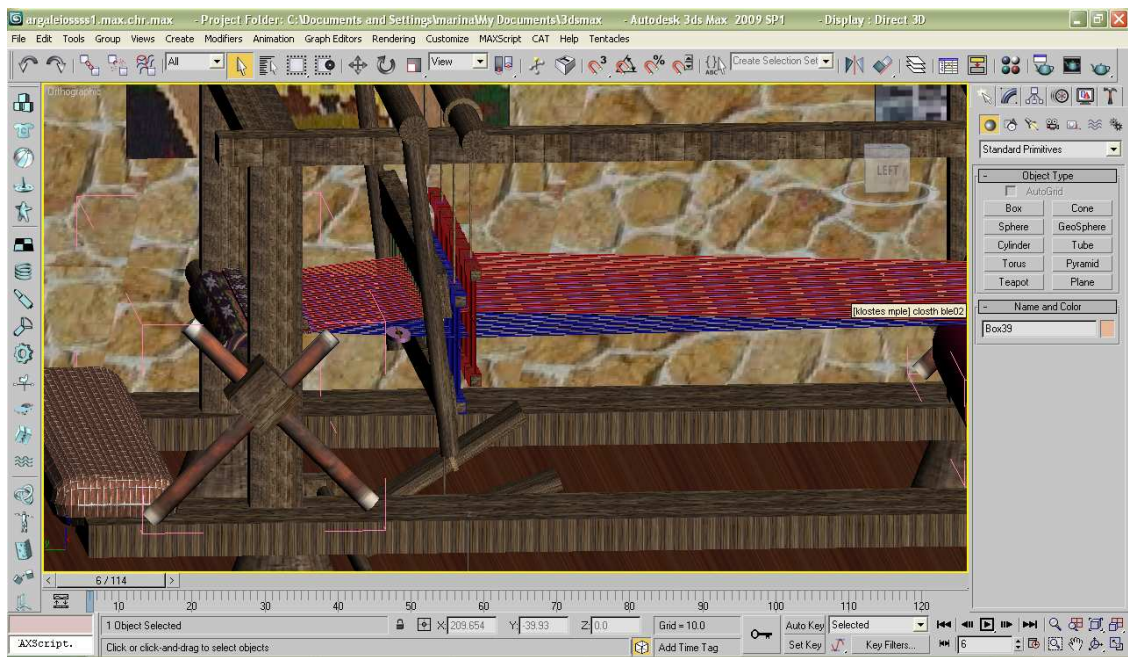 argaleiossss1.max.chr.max - Project Folder: C:\Documents and Settings\marina\My Documents\3dsmax - Autodesk 3ds Max 2009 SP1 - Display : Direct 3D
File Edit Tools Group Views Create Modifiers Animation Graph Editors Rendering Customize MAXScript CAT Help Tentacles
All View 3 ABC Create Selection Set
Orthographic
LEFT
Standard Primitives
- Object Type
AutoGrid
Box Cone
Sphere GeoSphere
Cylinder Tube
Torus Pyramid
Teapot Plane
[klostes mple] closth ble02
- Name and Color
Box39
y
< 6 / 114 >
10 20 30 40 50 60 70 80 90 100 110 120
1 Object Selected X: 209.654 Y: -39.93 Z: 0.0 Grid = 10.0 Auto Key Selected
AXScript. Click or click-and-drag to select objects Add Time Tag Set Key Key Filters... 6